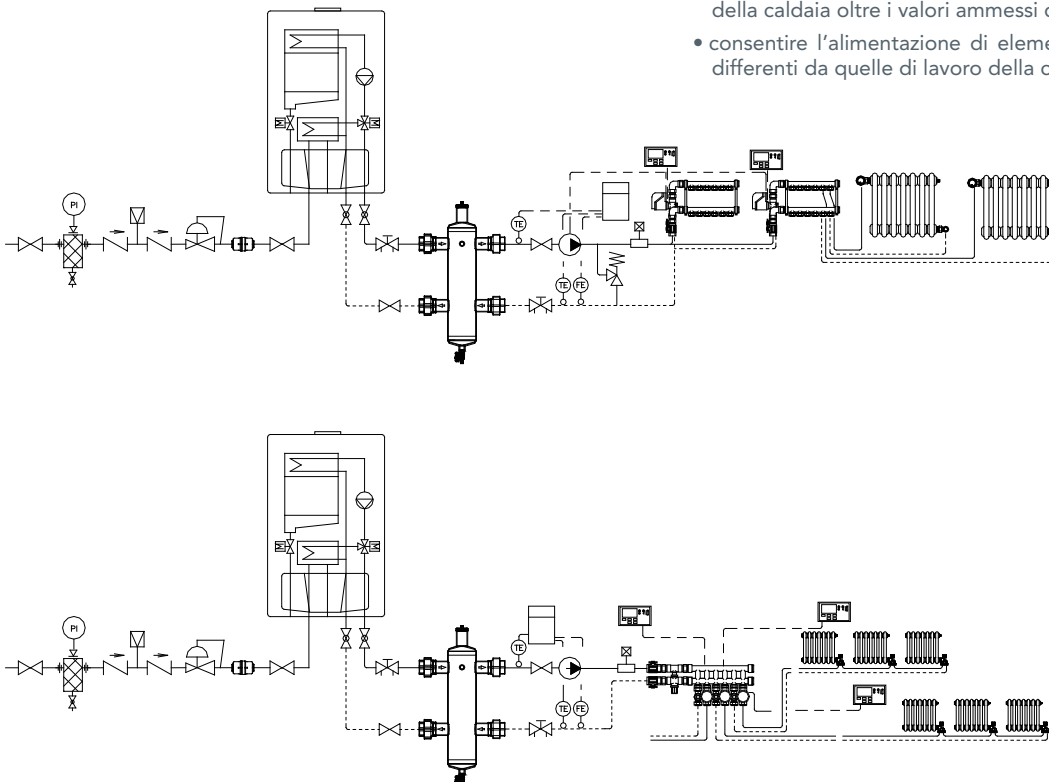 della caldaia oltre i valori ammessi
• consentire l'alimentazione di
differenti da quelle di lavoro della
PI
TE
TE
FE
PI
TE
TE
FE